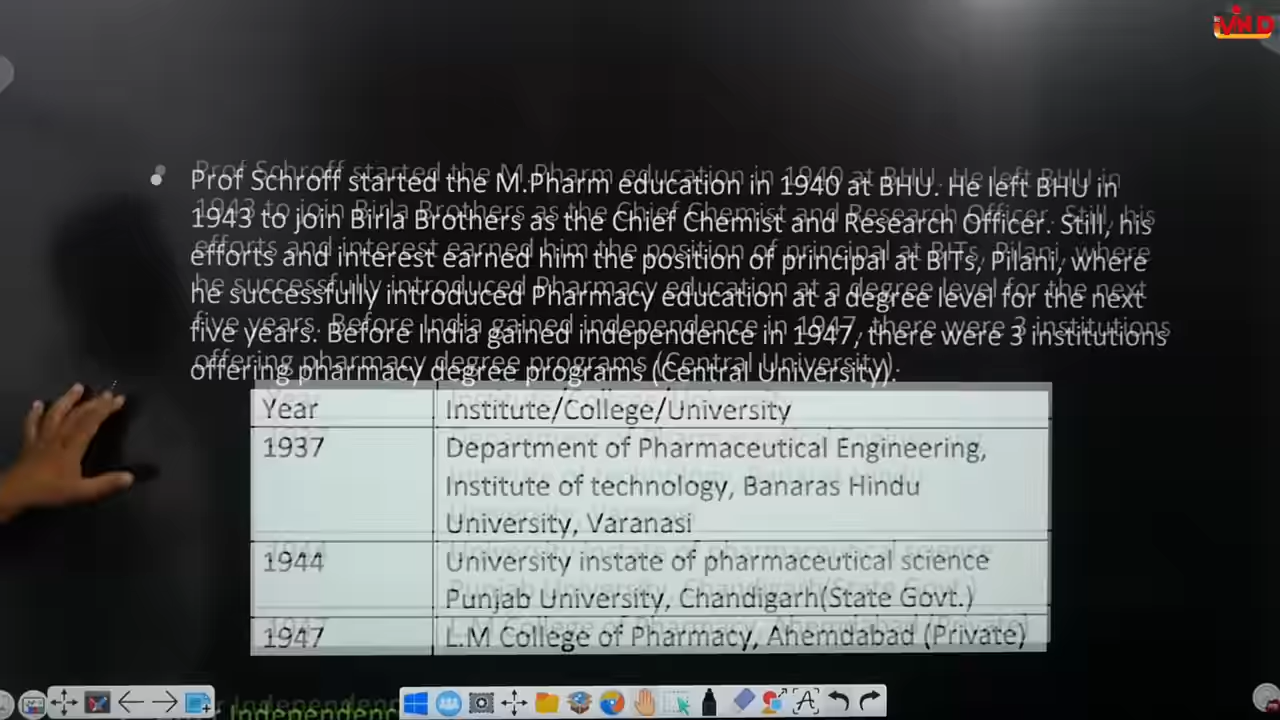 iVIND
• Prof Schroff started the M.Pharm education in 1940 at BHU. He left BHU in
1943 to join Birla Brothers as the Chief Chemist and Research Officer. Still, his
efforts and interest earned him the position of principal at BITs, Pilani, where
he successfully introduced Pharmacy education at a degree level for the next
five years. Before India gained independence in 1947, there were 3 institutions
offering pharmacy degree programs (Central University).
Year Institute/College/University
1937 Department of Pharmaceutical Engineering,
Institute of technology, Banaras Hindu
University, Varanasi
1944 University instate of pharmaceutical science
Punjab University, Chandigarh(State Govt.)
1947 L.M College of Pharmacy, Ahemdabad (Private)
Independenc